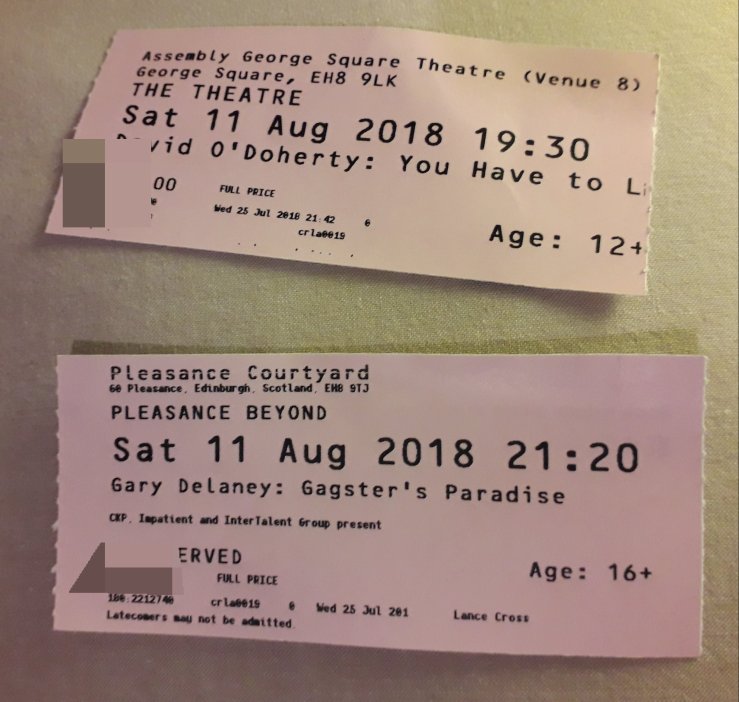 Assembly George Square Theatre (Venue 8)
George Square, EH8 9LK
THE THEATRE
Sat 11 Aug 2018 19:30
O'Doherty: You Have to
00 FULL PRICE
Wed 25 Jul 2018 21:42 0
crla0019
Age: 12+
Pleasance Courtyard
60 Pleasance, Edinburgh, Scotland, EH8 9TJ
PLEASANCE BEYOND
Sat 11 Aug 2018 21:20
Gary Delaney: Gagster's Paradise
CKP, Impatient and InterTalent Group present
ERVED
Age: 16+
FULL PRICE
180.2212740 crla0019 0 Wed 25 Jul 201 Lance Cross
Latecomers may not be admitted